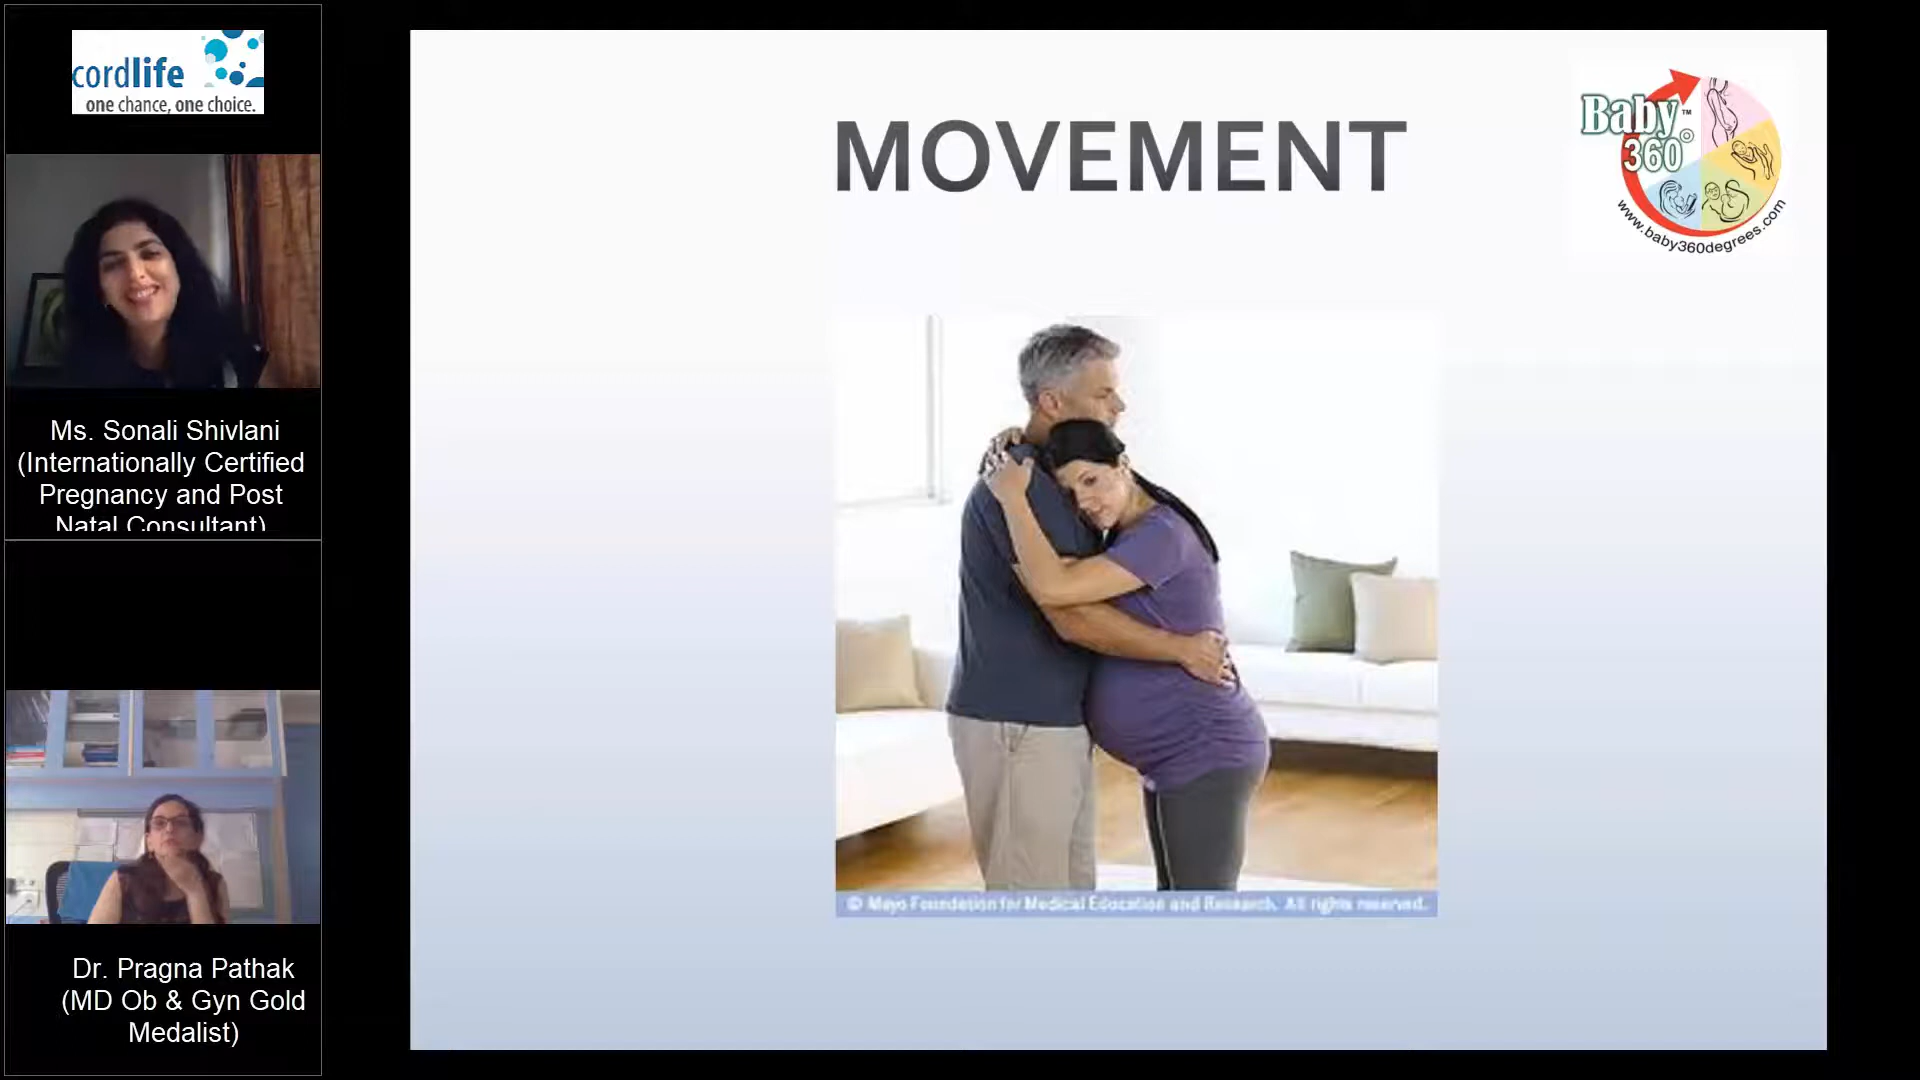 cordlife
one chance, one choice.
Ms. Sonali Shivlani
(Internationally Certified
Pregnancy and Post
Natal Consultant)
Dr. Pragna Pathak
(MD Ob & Gyn Gold
Medalist)
MOVEMENT
Baby™
360°
www.baby360degrees.com
© Mayo Foundation for Medical Education and Research. All rights reserved.